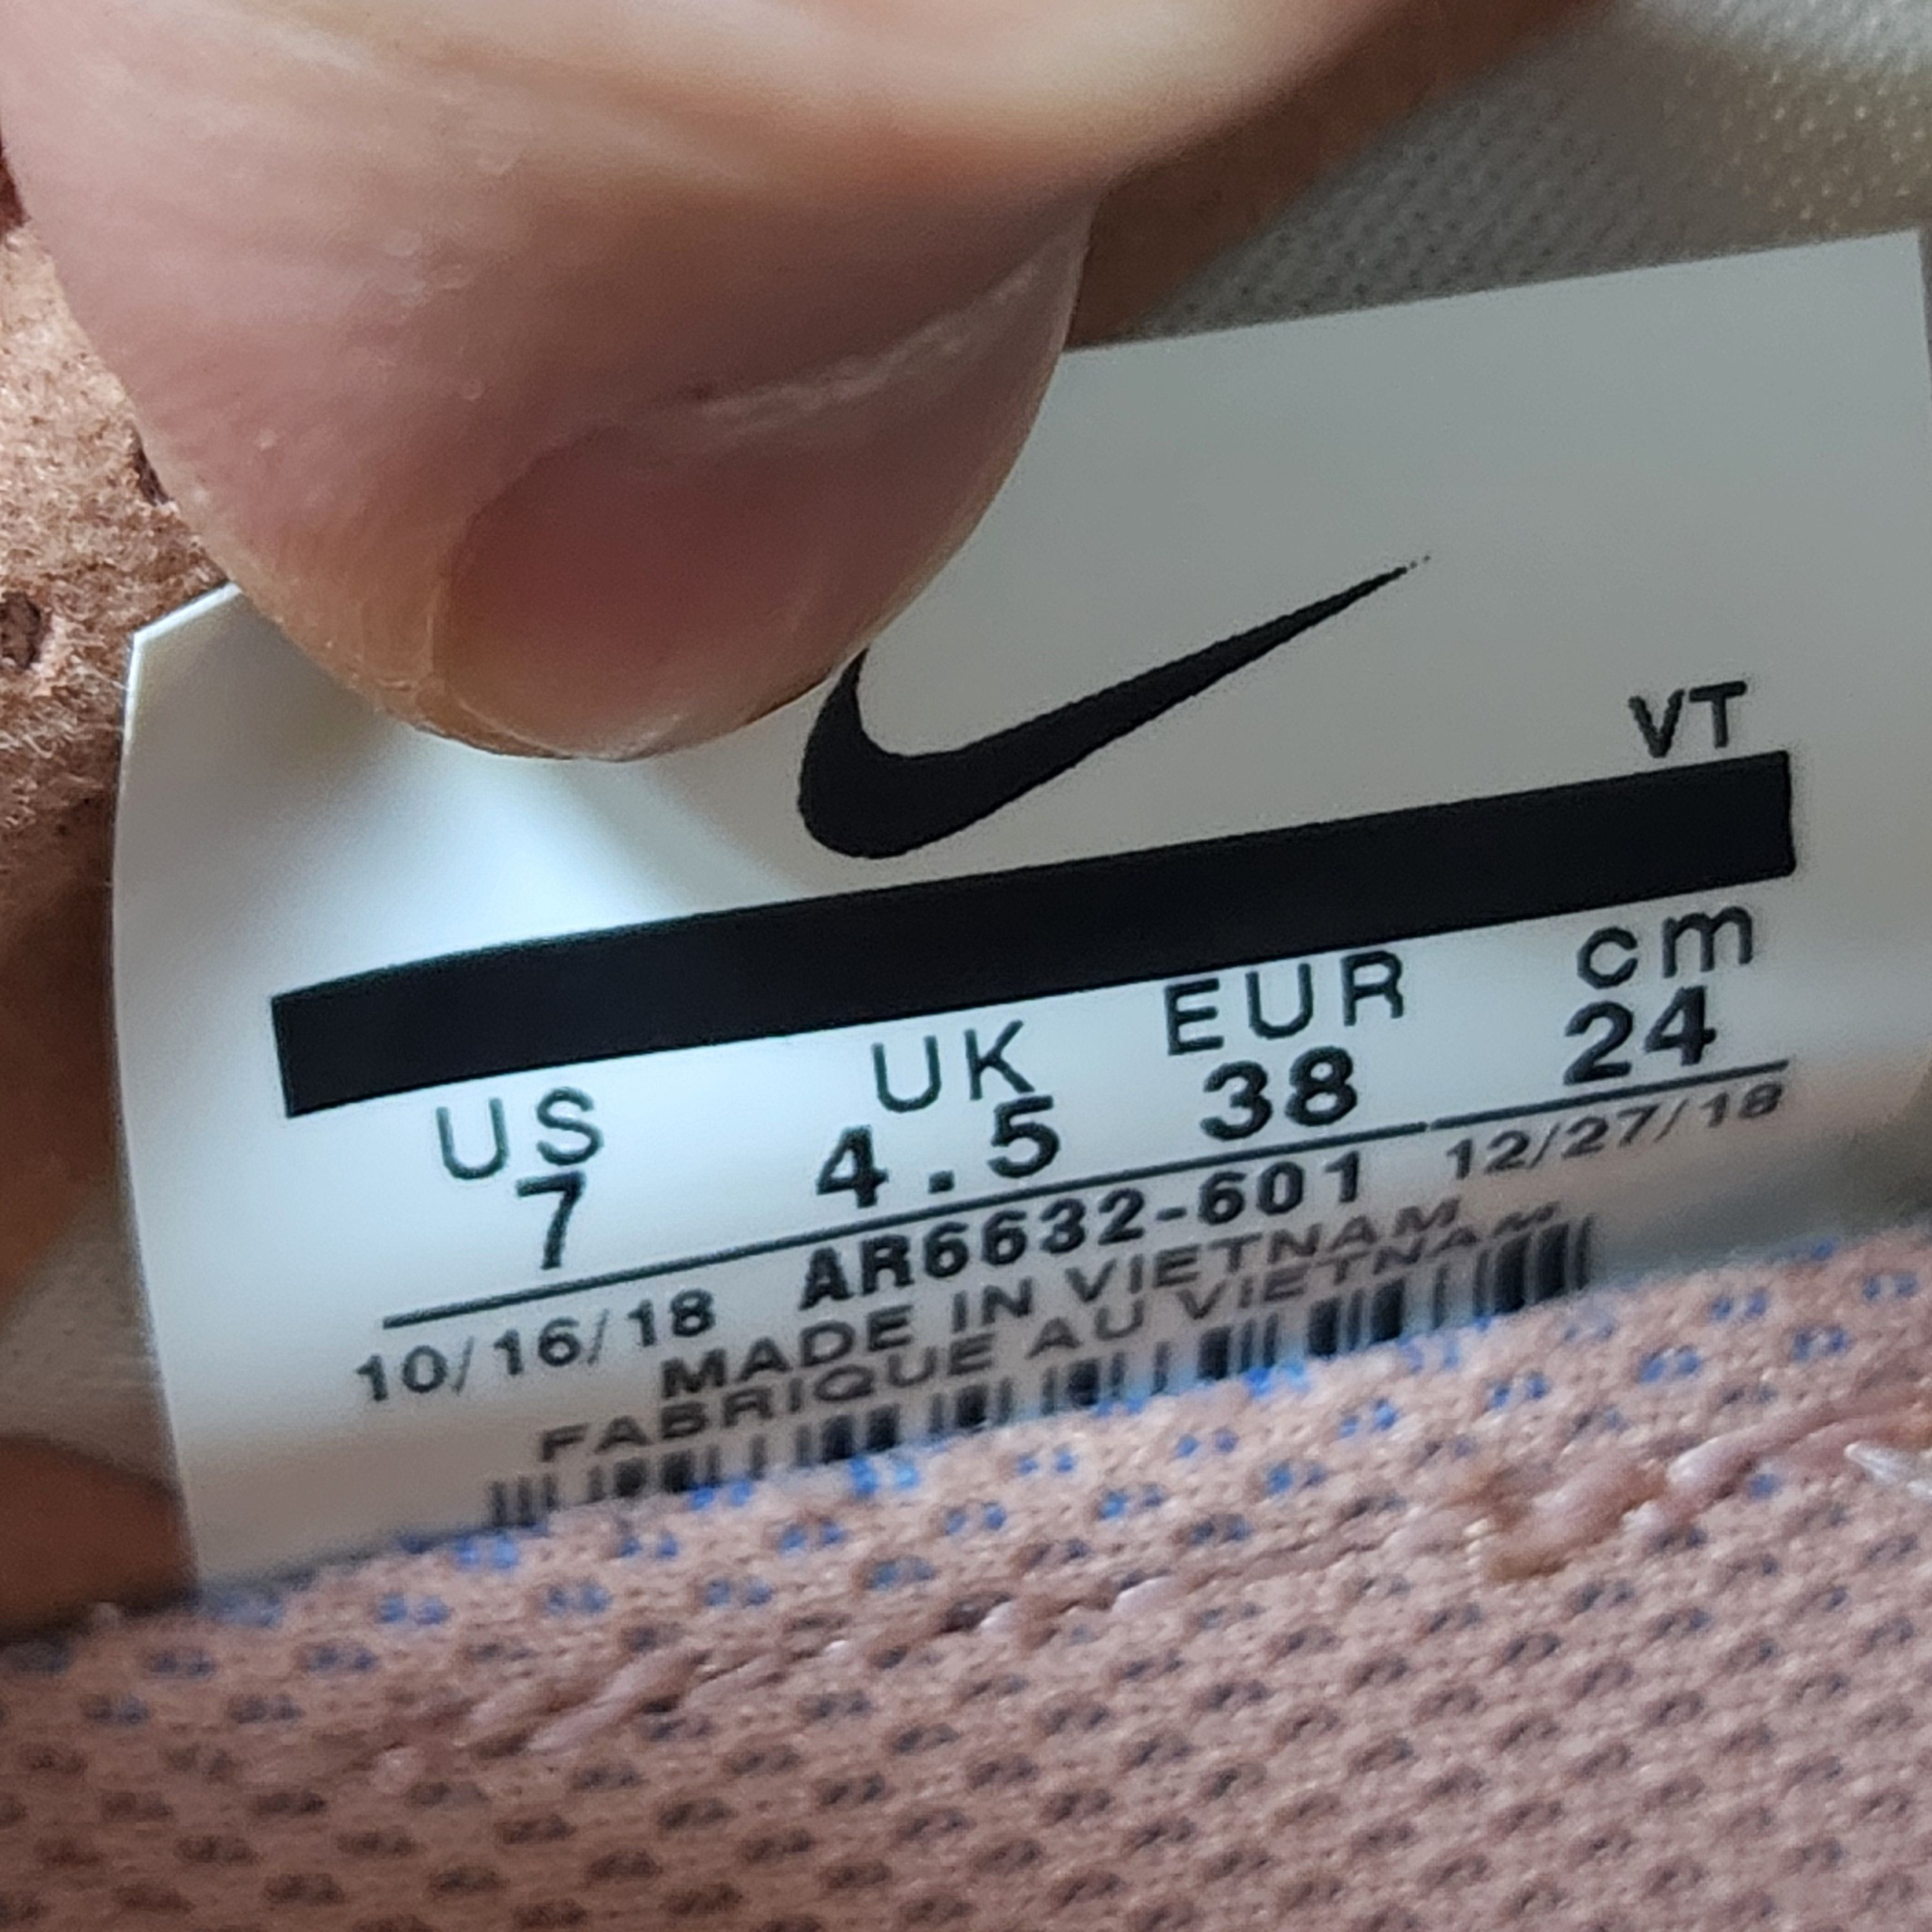 VT
US UK EUR cm
7 4.5 38 24
10/16/18 AR6632-601 12/27/18
MADE IN VIETNAM
FABRIQUE AU VIETNAM